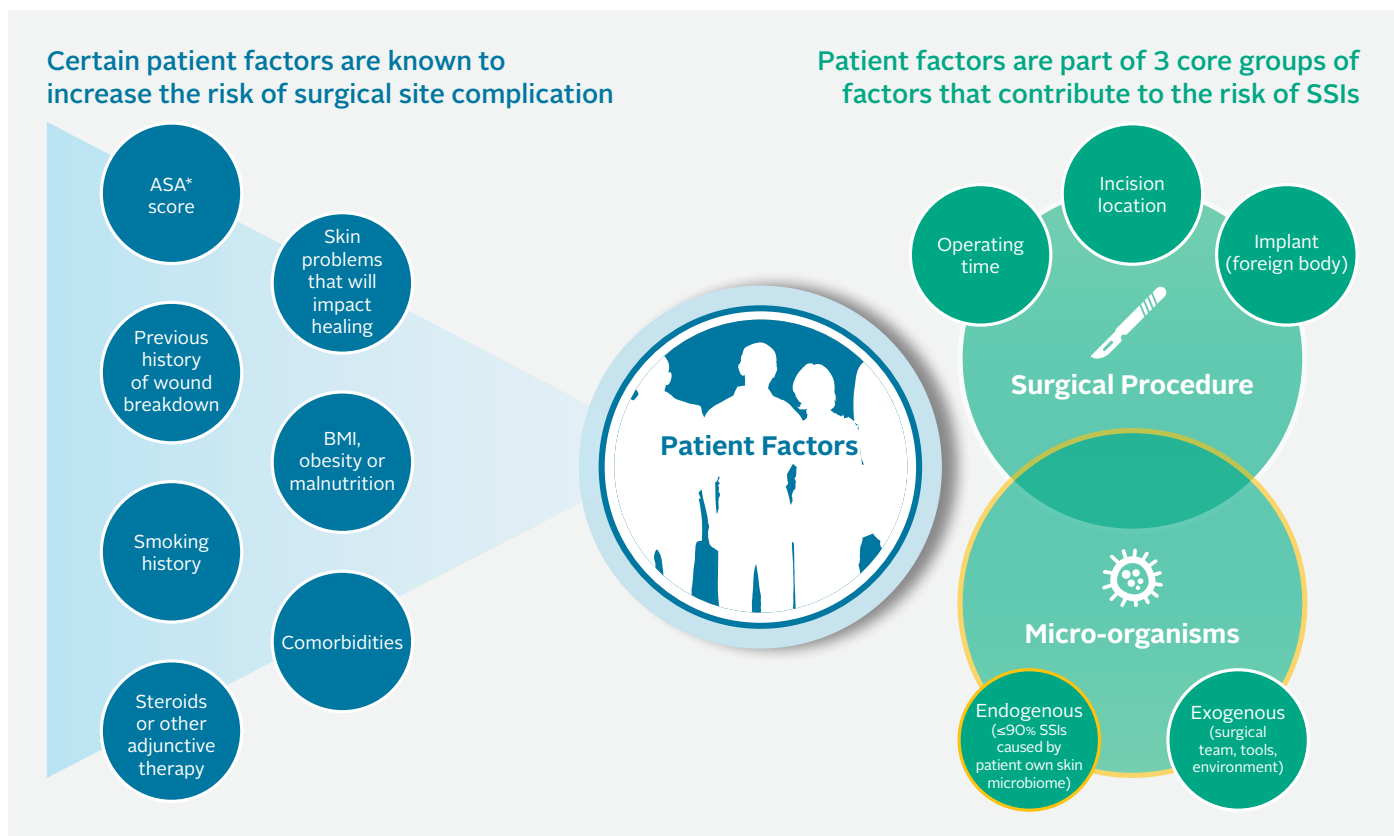 Certain patient factors are known to
increase the risk of surgical site complication
Patient factors are part of 3 core groups of
factors that contribute to the risk of SSIs
ASA*
score
Skin
problems
that will
impact
healing
Previous
history
of wound
breakdown
BMI,
obesity or
malnutrition
Smoking
history
Comorbidities
Steroids
or other
adjunctive
therapy
Patient Factors
Operating
time
Incision
location
Implant
(foreign body)
Surgical Procedure
Micro-organisms
Endogenous
(≤90% SSIs
caused by
patient own skin
microbiome)
Exogenous
(surgical
team, tools,
environment)